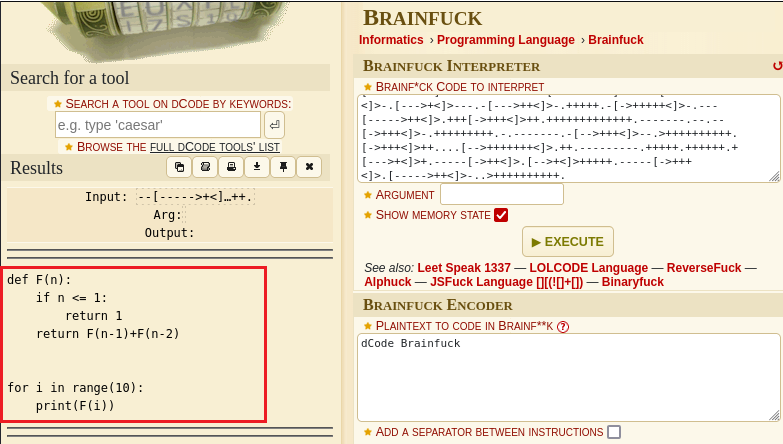 Search for a tool
★ SEARCH A TOOL ON DCODE BY KEYWORDS:
e.g. type 'caesar'
★ BROWSE THE FULL DCODE TOOLS' LIST
Results
Input: --[----->+<]…++.
Arg:
Output:
def F(n):
    if n <= 1:
        return 1
    return F(n-1)+F(n-2)
for i in range(10):
    print(F(i))
BRAINFUCK
Informatics › Programming Language › Brainfuck
BRAINFUCK INTERPRETER
★ BRAINF*CK CODE TO INTERPRET
<]>-.[--->+<]>---.-[--->++<]>-.+++++.-[->+++++<]>-.---
[----->++<].+++[->+++<]>++.+++++++++++++.-------.--.--
[->+++<]>-.+++++++++.-.-------.-[-->+++<]>--.>++++++++++.
[->+++<]>++....[-->+++<]>.++.---------.+++++.++++++.+
[--->+<]>+.-----[->++<]>.[-->+<]>+++++.-----[->+++
<]>.[----->++<]>-..>++++++++++.
★ ARGUMENT
★ SHOW MEMORY STATE
▶ EXECUTE
See also: Leet Speak 1337 — LOLCODE Language — ReverseFuck —
Alphuck — JSFuck Language [][(![]+[]) — Binaryfuck
BRAINFUCK ENCODER
★ PLAINTEXT TO CODE IN BRAINF**K ?
dCode Brainfuck
★ ADD A SEPARATOR BETWEEN INSTRUCTIONS